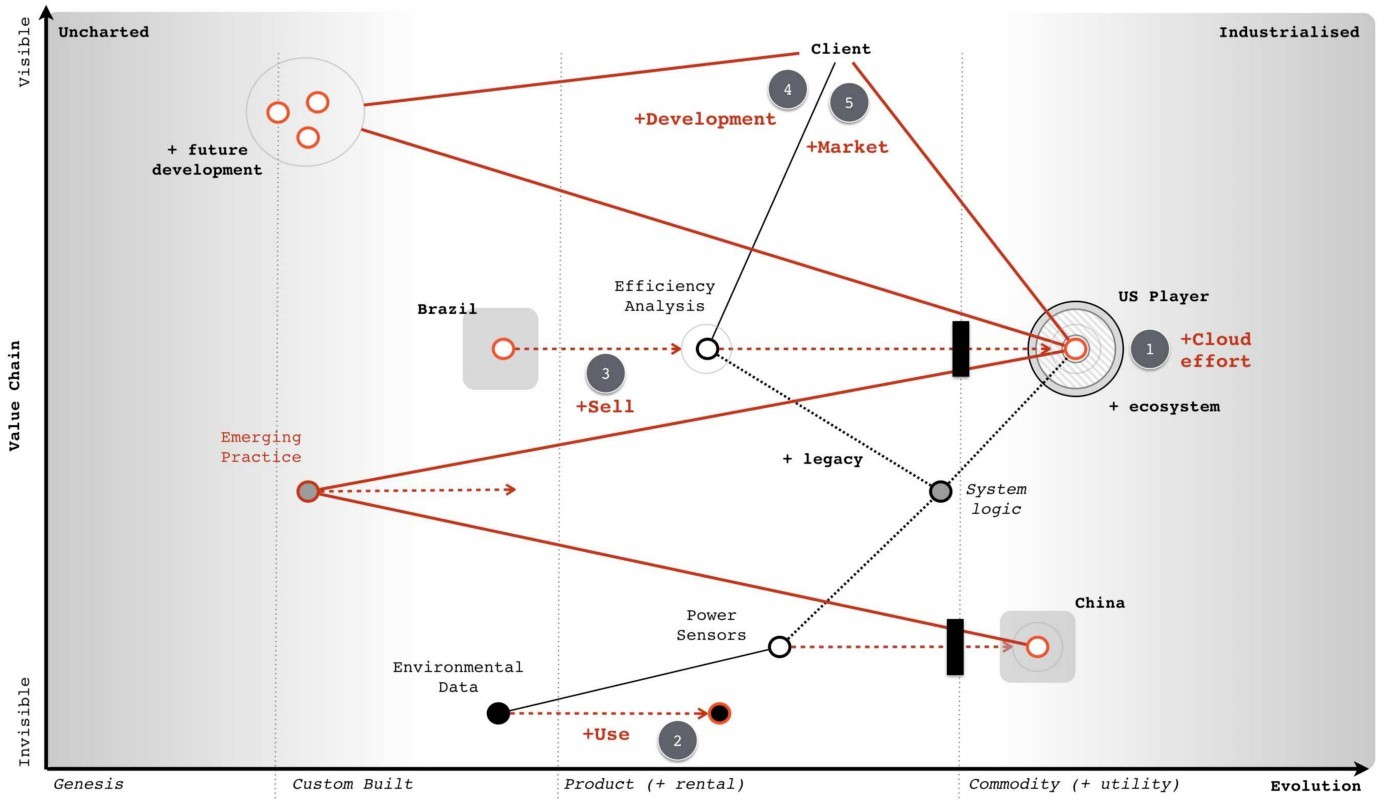 Visible
Uncharted
Industrialised
Client
4
5
+Development
+Market
+ future
development
Efficiency
Analysis
Brazil
US Player
1
+Cloud
effort
3
+Sell
+ ecosystem
Value Chain
Emerging
Practice
+ legacy
System
logic
China
Power
Sensors
Environmental
Data
+Use
2
Invisible
Genesis
Custom Built
Product (+ rental)
Commodity (+ utility)
Evolution